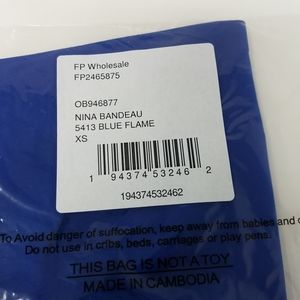 FP Wholesale
FP2465875
OB946877
NINA BANDEAU
5413 BLUE FLAME
XS
1 94374 53246 2
194374532462
To Avoid danger of suffocation, keep away from babies and
Do not use in cribs, beds, carriages or play pens.
THIS BAG IS NOT A TOY
MADE IN CAMBODIA